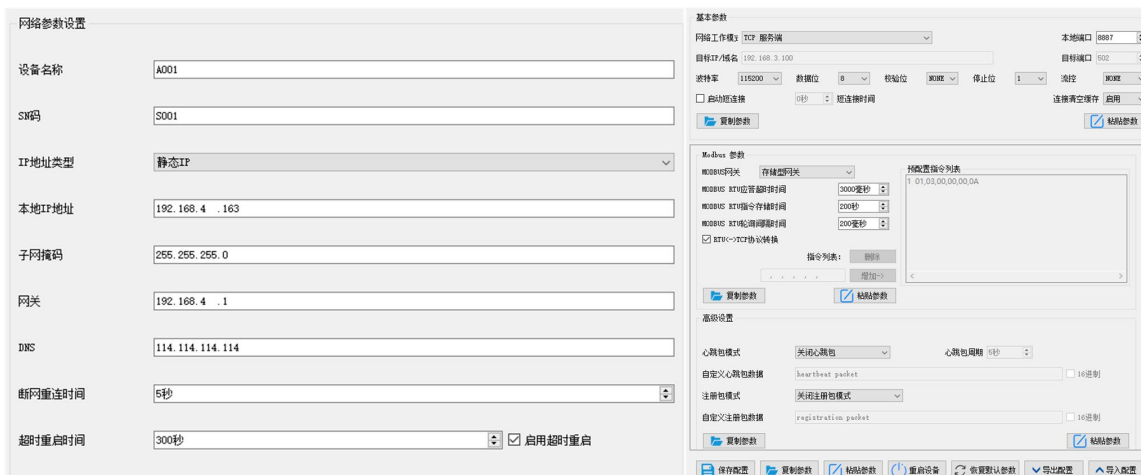 网络参数设置
设备名称 A001
SN码 S001
IP地址类型 静态IP
本地IP地址 192.168.4 .163
子网掩码 255.255.255.0
网关 192.168.4 .1
DNS 114.114.114.114
断网重连时间 5秒
超时重启时间 300秒 启用超时重启
基本参数
网络工作模式 TCP 服务端 本地端口 8887
目标IP/域名 192.168.3.100 目标端口 502
波特率 115200 数据位 8 校验位 NONE 停止位 1 流控 NONE
启动短连接 0秒 短连接时间 连接清空缓存 启用
复制参数 粘贴参数
Modbus 参数
MODBUS网关 存储型网关
MODBUS RTU应答超时时间 3000毫秒
MODBUS RTU指令存储时间 200秒
MODBUS RTU轮询间隔时间 200毫秒
RTU<->TCP协议转换
指令列表: 删除
. . . . . 增加->
预配置指令列表
1 01,03,00,00,00,0A
复制参数 粘贴参数
高级设置
心跳包模式 关闭心跳包 心跳包周期 5秒
自定义心跳包数据 heartbeat packet 16进制
注册包模式 关闭注册包模式
自定义注册包数据 registration packet 16进制
复制参数 粘贴参数
保存配置 复制参数 粘贴参数 重启设备 恢复默认参数 导出配置 导入配置